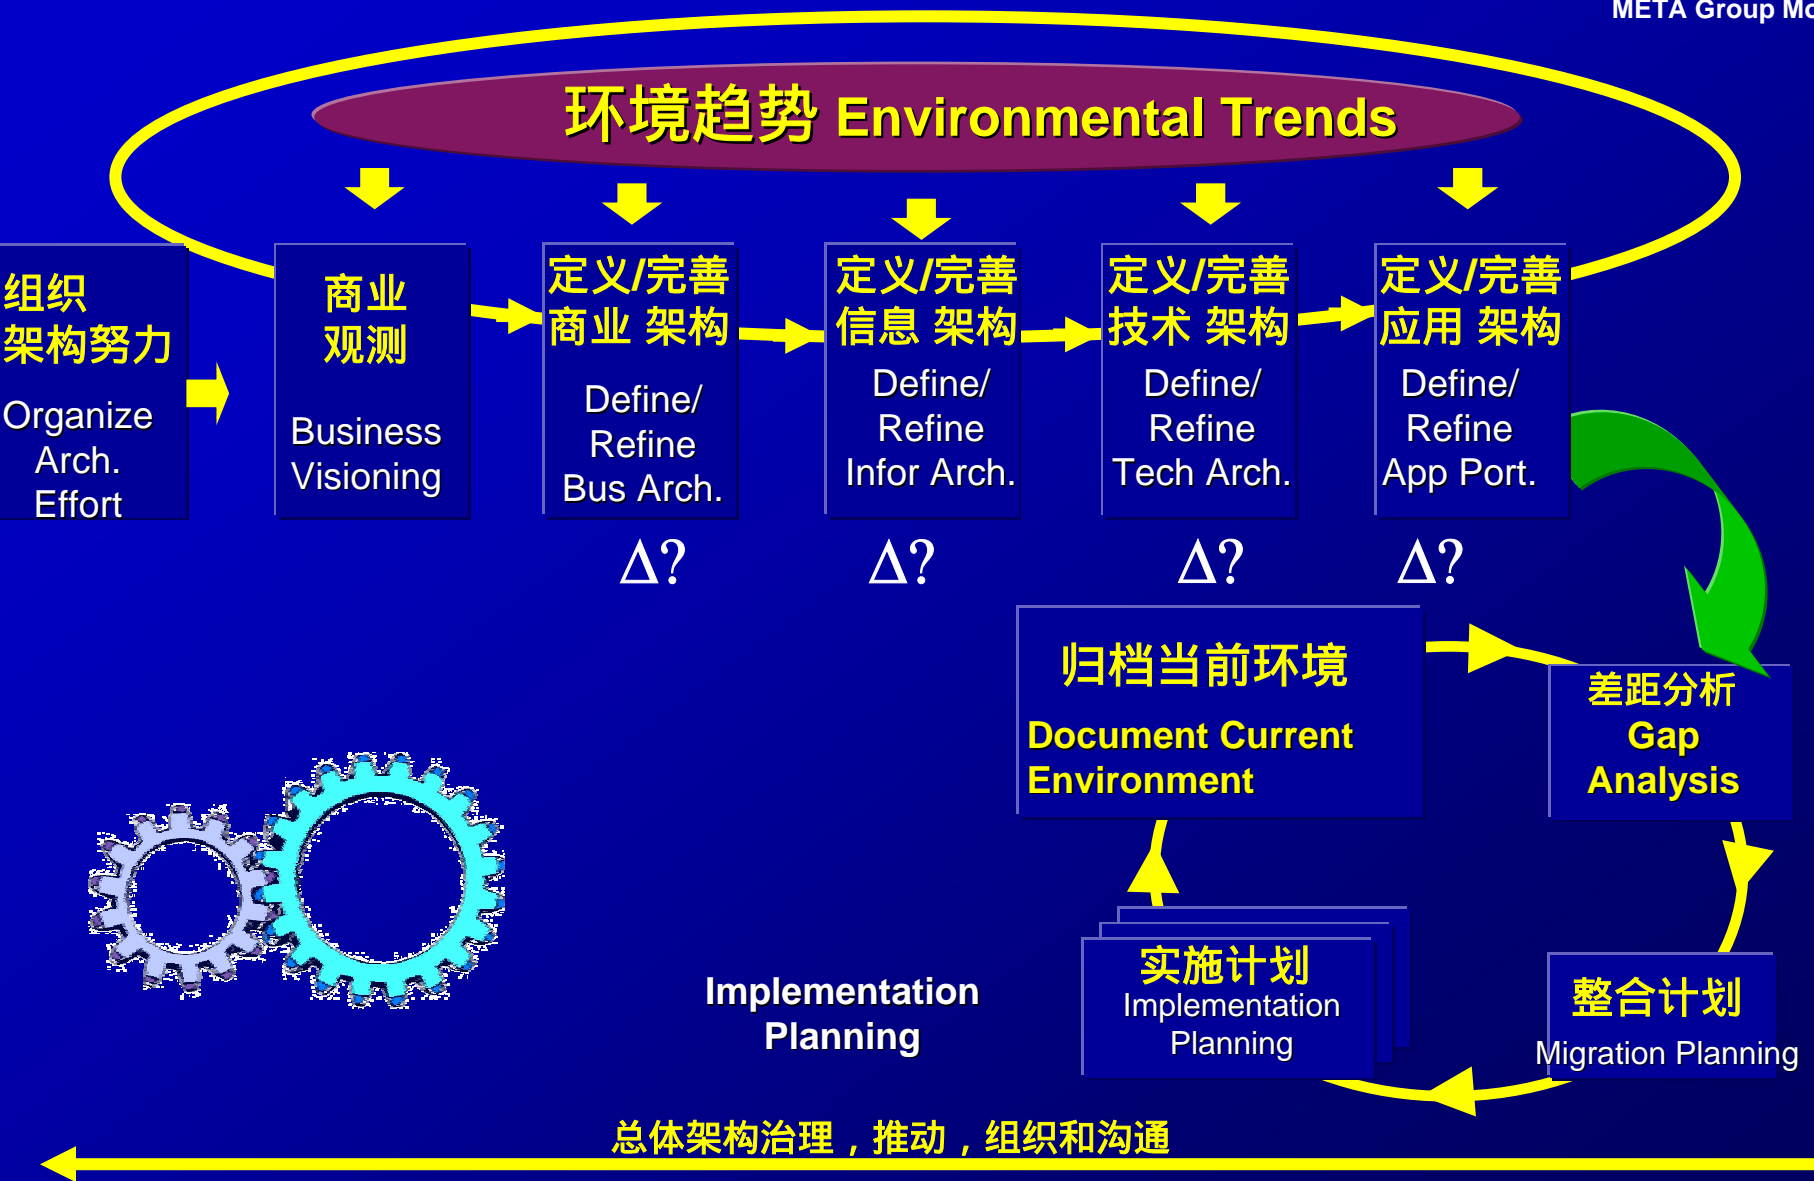 META Group Mo
环境趋势 Environmental Trends
组织
架构努力
Organize
Arch.
Effort
商业
观测
Business
Visioning
定义/完善
商业 架构
Define/
Refine
Bus Arch.
定义/完善
信息 架构
Define/
Refine
Infor Arch.
定义/完善
技术 架构
Define/
Refine
Tech Arch.
定义/完善
应用 架构
Define/
Refine
App Port.
Δ?
Δ?
Δ?
Δ?
归档当前环境
Document Current
Environment
差距分析
Gap
Analysis
Implementation
Planning
实施计划
Implementation
Planning
整合计划
Migration Planning
总体架构治理，推动，组织和沟通